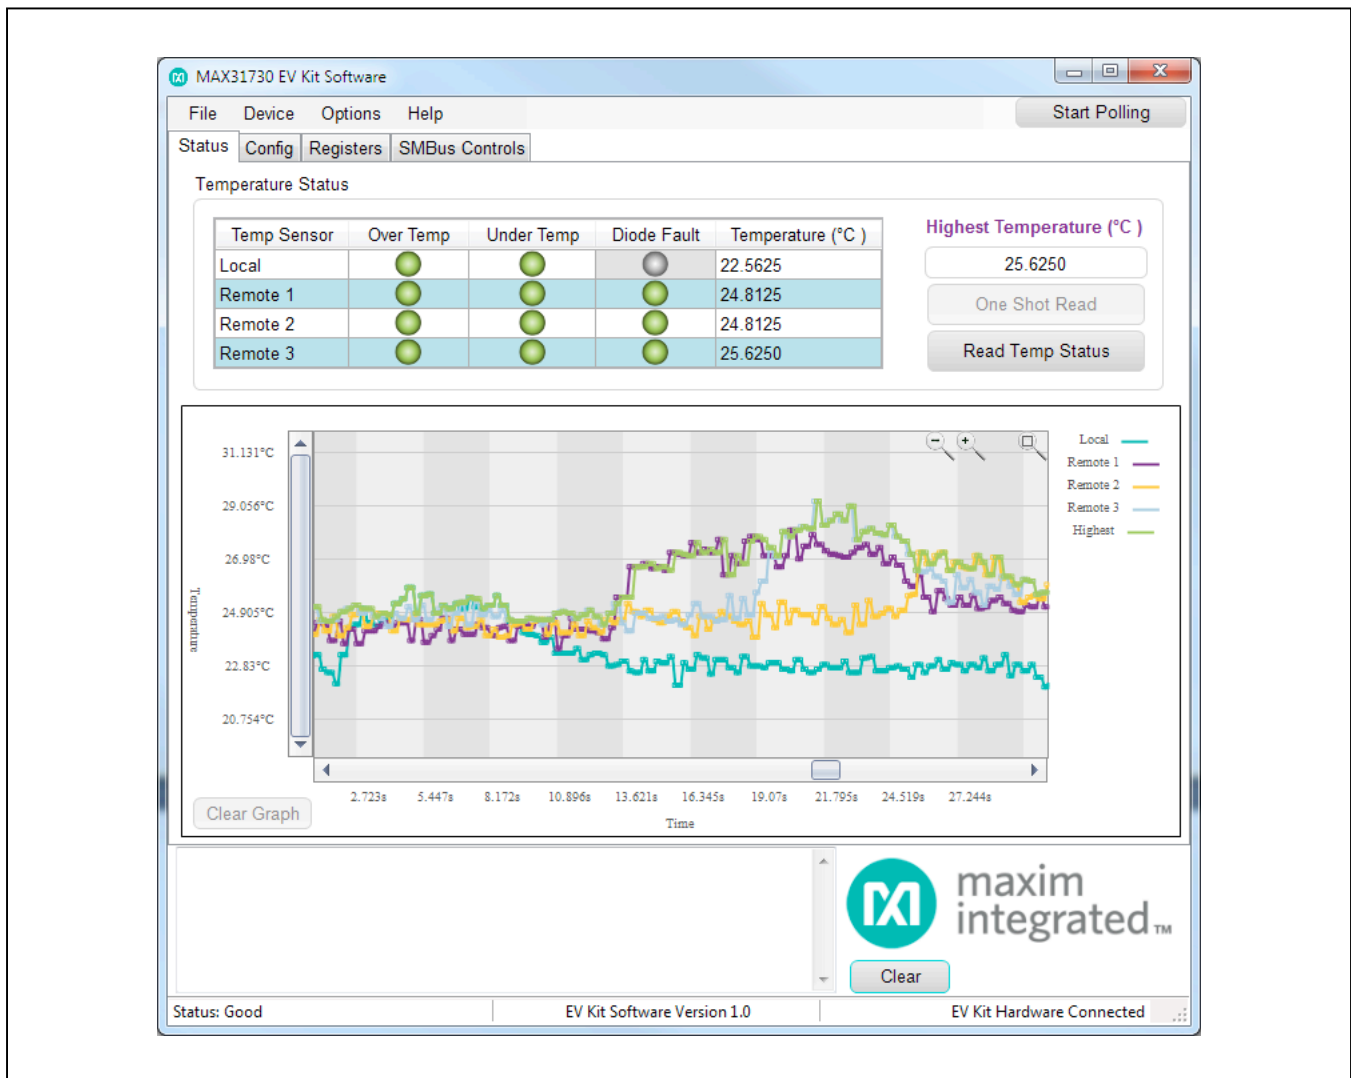 MAX31730 EV Kit Software
File Device Options Help Start Polling
Status Config Registers SMBus Controls
Temperature Status
Temp Sensor Over Temp Under Temp Diode Fault Temperature (°C )
Local 22.5625
Remote 1 24.8125
Remote 2 24.8125
Remote 3 25.6250
Highest Temperature (°C )
25.6250
One Shot Read
Read Temp Status
31.131°C
29.056°C
26.98°C
24.905°C
22.83°C
20.754°C
Temperature
Local
Remote 1
Remote 2
Remote 3
Highest
2.723s 5.447s 8.172s 10.896s 13.621s 16.345s 19.07s 21.795s 24.519s 27.244s
Time
Clear Graph
maxim
integrated™
Clear
Status: Good EV Kit Software Version 1.0 EV Kit Hardware Connected